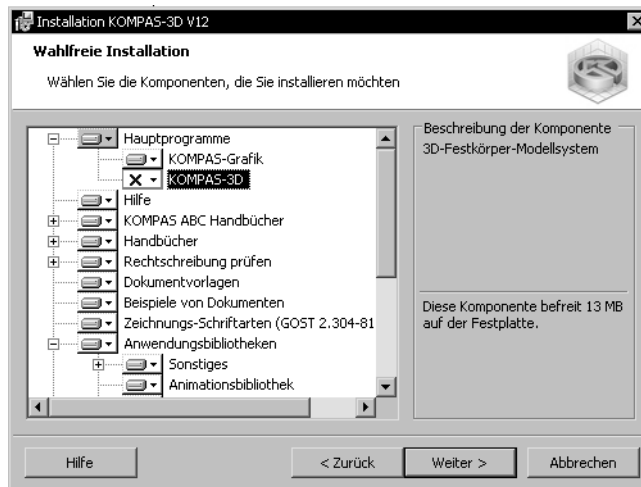 Installation KOMPAS-3D V12
Wahlfreie Installation
Wählen Sie die Komponenten, die Sie installieren möchten
Hauptprogramme
KOMPAS-Grafik
KOMPAS-3D
Hilfe
KOMPAS ABC Handbücher
Handbücher
Rechtschreibung prüfen
Dokumentvorlagen
Beispiele von Dokumenten
Zeichnungs-Schriftarten (GOST 2.304-81
Anwendungsbibliotheken
Sonstiges
Animationsbibliothek
Beschreibung der Komponente
3D-Festkörper-Modellsystem
Diese Komponente befreit 13 MB
auf der Festplatte.
Hilfe
< Zurück
Weiter >
Abbrechen